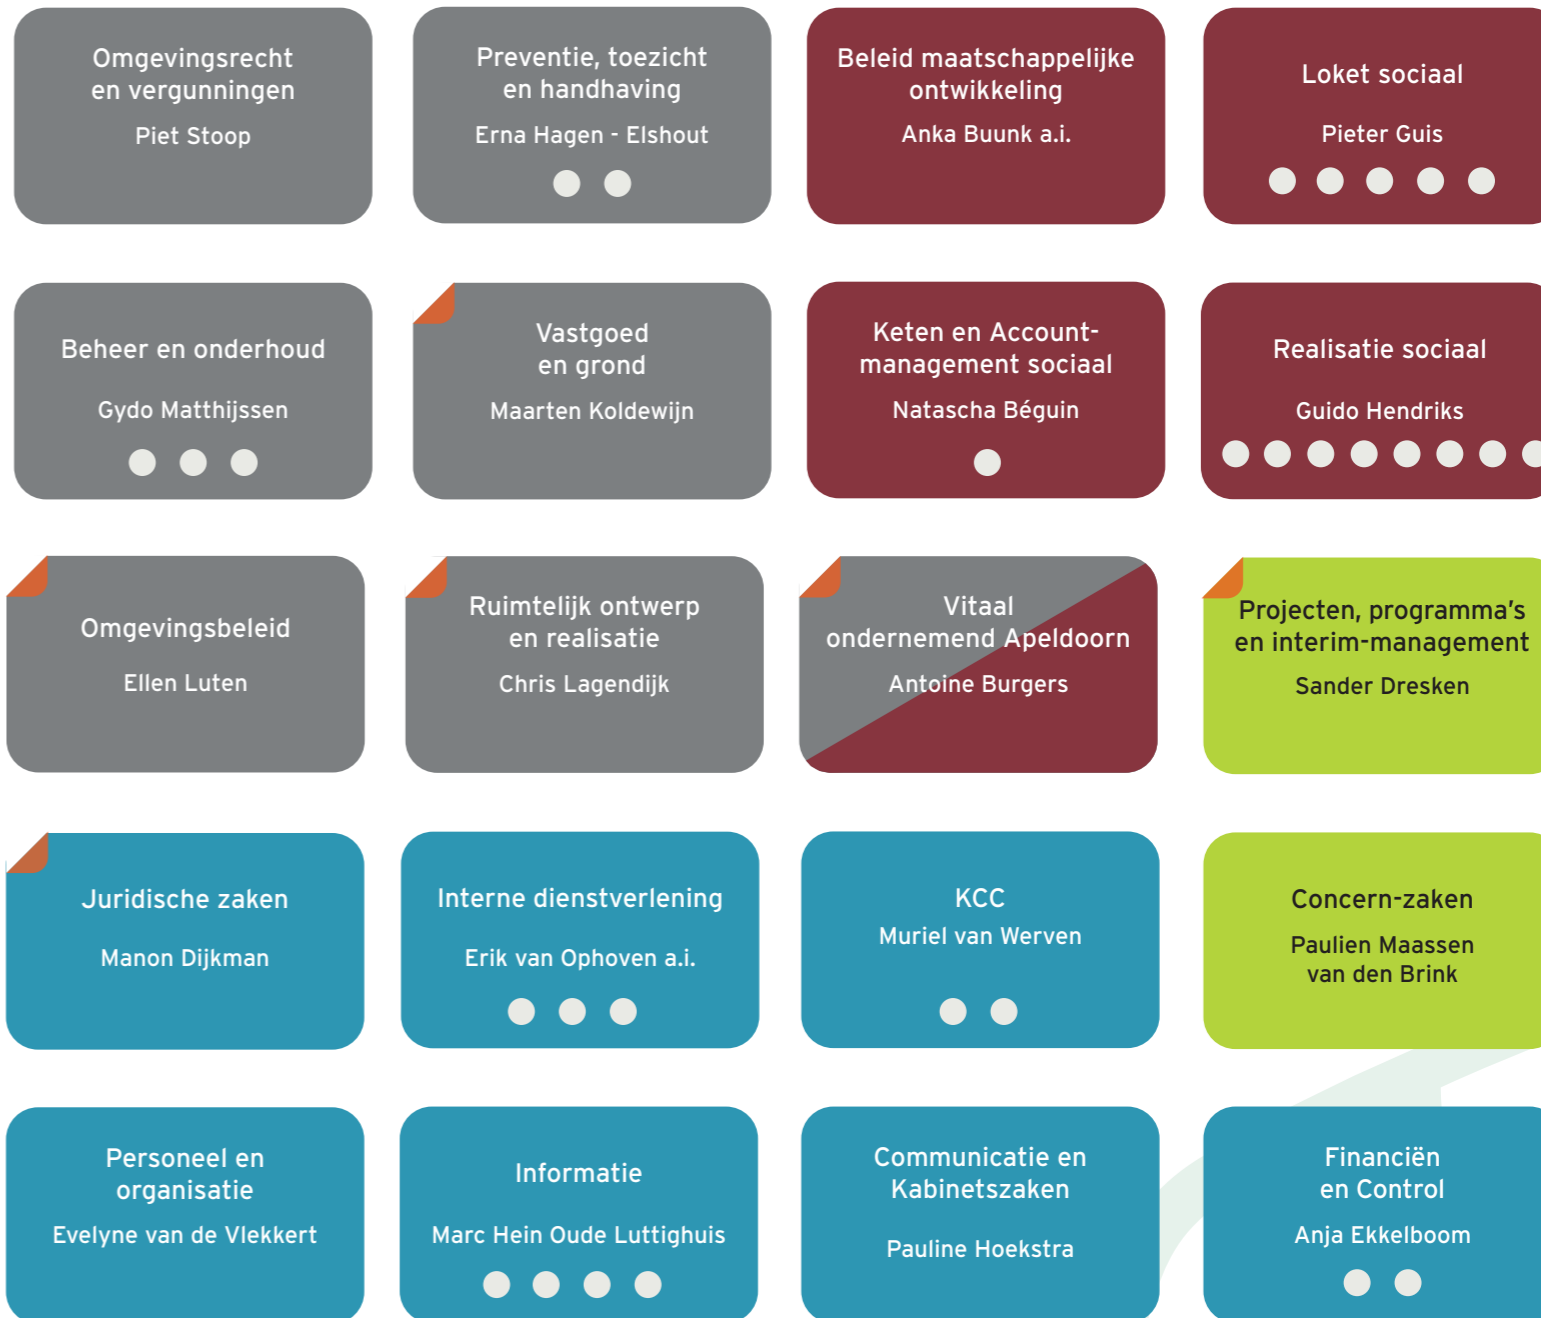 Omgevingsrecht
en vergunningen
Piet Stoop
Preventie, toezicht
en handhaving
Erna Hagen - Elshout
Beleid maatschappelijke
ontwikkeling
Anka Buunk a.i.
Loket sociaal
Pieter Guis
Beheer en onderhoud
Gydo Matthijssen
Vastgoed
en grond
Maarten Koldewijn
Keten en Account-
management sociaal
Natascha Béguin
Realisatie sociaal
Guido Hendriks
Omgevingsbeleid
Ellen Luten
Ruimtelijk ontwerp
en realisatie
Chris Lagendijk
Vitaal
ondernemend Apeldoorn
Antoine Burgers
Projecten, programma's
en interim-management
Sander Dresken
Juridische zaken
Manon Dijkman
Interne dienstverlening
Erik van Ophoven a.i.
KCC
Muriel van Werven
Concern-zaken
Paulien Maassen
van den Brink
Personeel en
organisatie
Evelyne van de Vlekkert
Informatie
Marc Hein Oude Luttighuis
Communicatie en
Kabinetszaken
Pauline Hoekstra
Financiën
en Control
Anja Ekkelboom